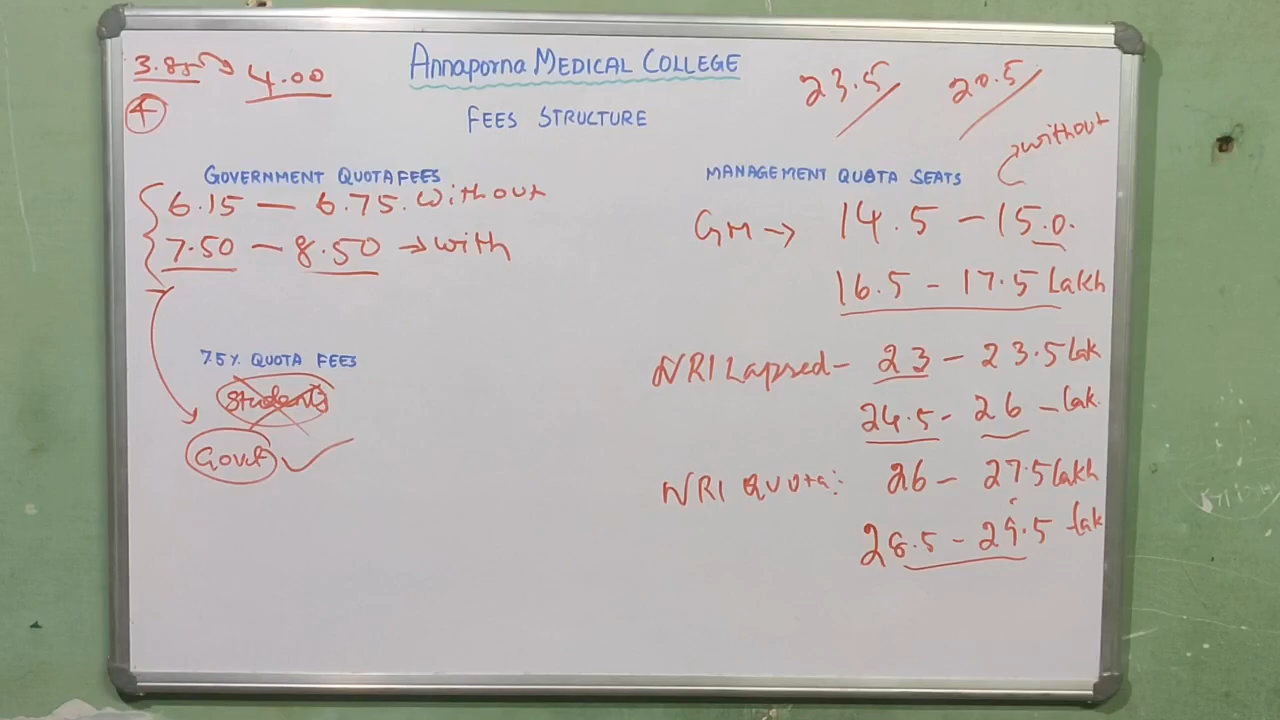 3.85 → 4.00
4
Annaporna MEDICAL COLLEGE
23.5
20.5
FEES STRUCTURE
without
GOVERNMENT QUOTA FEES
6.15 — 6.75. without
7.50 — 8.50 → with
7.5% QUOTA FEES
Students
Govt ✓
MANAGEMENT QUOTA SEATS
GM → 14.5 – 15.0.
16.5 – 17.5 Lakh
NRI Lapsed – 23 – 23.5 lak
24.5 – 26 – lak.
NRI QUOTA: 26 – 27.5 lakh
28.5 – 29.5 lak